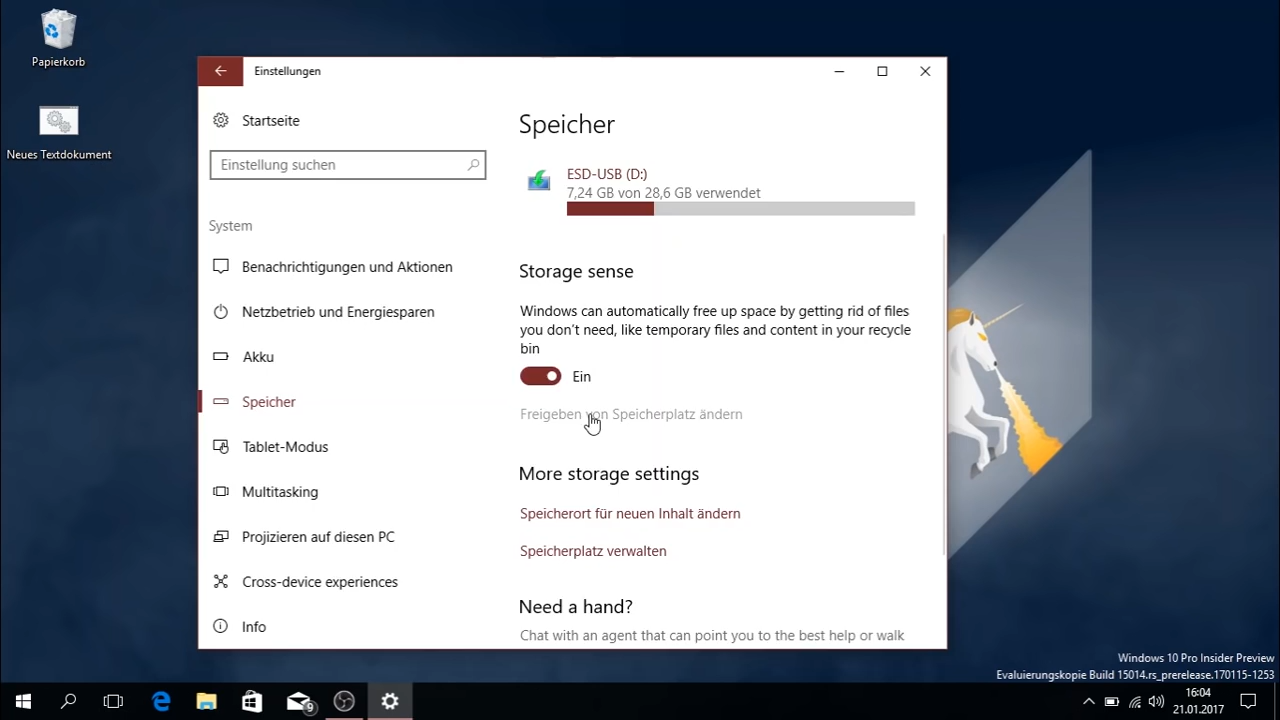 Papierkorb
Neues Textdokument
Einstellungen
Startseite
Einstellung suchen
System
Benachrichtigungen und Aktionen
Netzbetrieb und Energiesparen
Akku
Speicher
Tablet-Modus
Multitasking
Projizieren auf diesen PC
Cross-device experiences
Info
Speicher
ESD-USB (D:)
7,24 GB von 28,6 GB verwendet
Storage sense
Windows can automatically free up space by getting rid of files
you don't need, like temporary files and content in your recycle
bin
Ein
Freigeben von Speicherplatz ändern
More storage settings
Speicherort für neuen Inhalt ändern
Speicherplatz verwalten
Need a hand?
Chat with an agent that can point you to the best help or walk
Windows 10 Pro Insider Preview
Evaluierungskopie Build 15014.rs_prerelease.170115-1253
9
16:04
21.01.2017